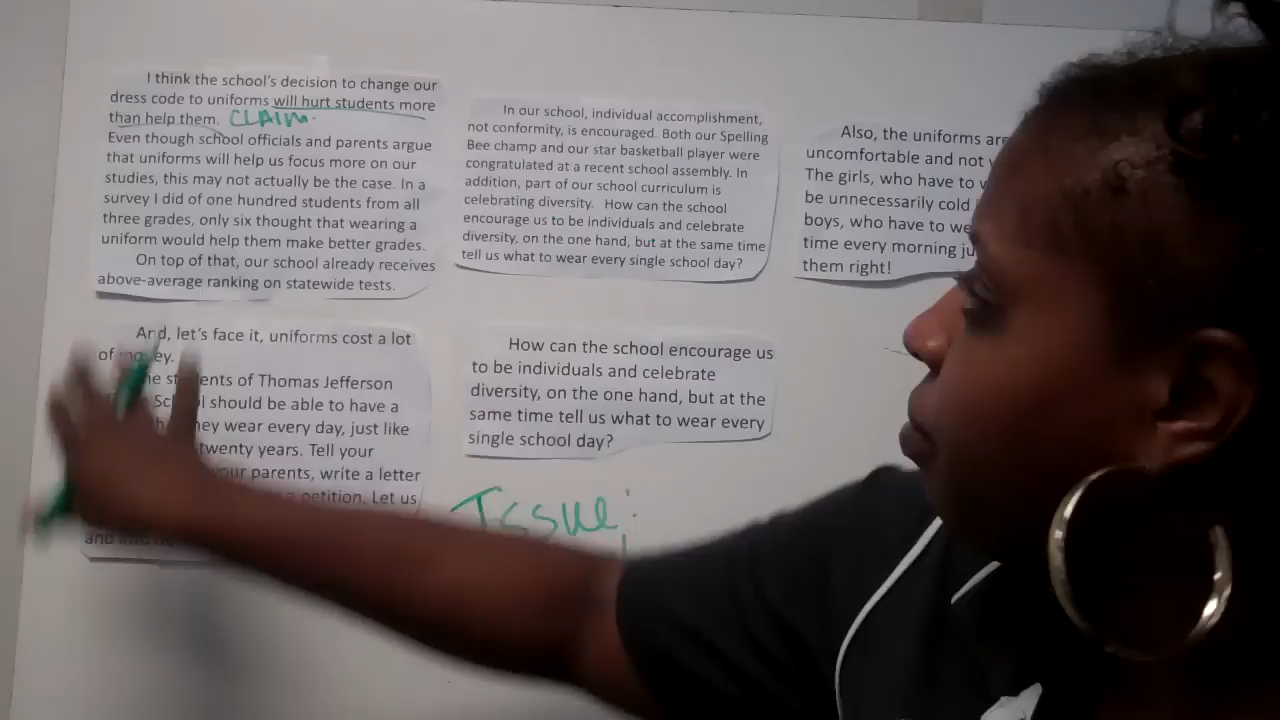 I think the school's decision to change our
dress code to uniforms will hurt students more
than help them. CLAIM.
Even though school officials and parents argue
that uniforms will help us focus more on our
studies, this may not actually be the case. In a
survey I did of one hundred students from all
three grades, only six thought that wearing a
uniform would help them make better grades.
On top of that, our school already receives
above-average ranking on statewide tests.
In our school, individual accomplishment,
not conformity, is encouraged. Both our Spelling
Bee champ and our star basketball player were
congratulated at a recent school assembly. In
addition, part of our school curriculum is
celebrating diversity. How can the school
encourage us to be individuals and celebrate
diversity, on the one hand, but at the same time
tell us what to wear every single school day?
Also, the uniforms are
uncomfortable and not
The girls, who have to
be unnecessarily cold
boys, who have to
time every morning
them right!
And, let's face it, uniforms cost a lot
of
of Thomas Jefferson
should be able to have a
they wear every day, just like
twenty years. Tell your
your parents, write a letter
petition. Let us
and
How can the school encourage us
to be individuals and celebrate
diversity, on the one hand, but at the
same time tell us what to wear every
single school day?
Issue: